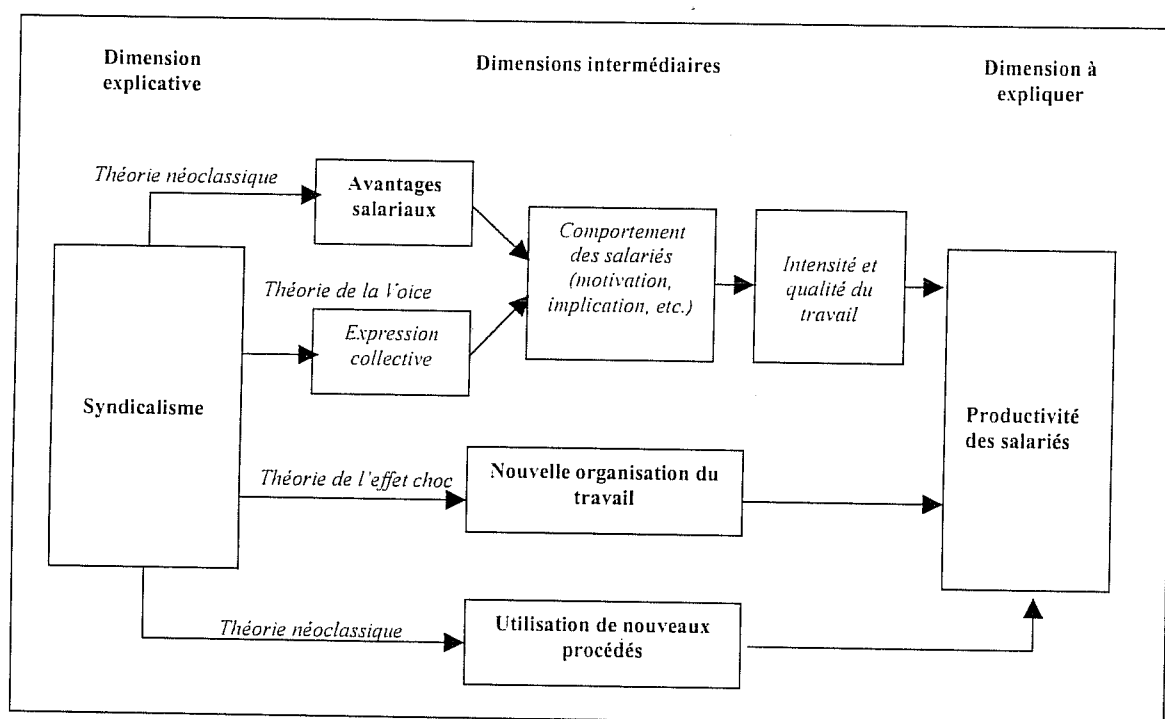 Dimension
explicative
Dimensions intermédiaires
Dimension à
expliquer
Théorie néoclassique
Avantages
salariaux
Comportement
des salariés
(motivation,
implication, etc.)
Intensité et
qualité du
travail
Théorie de la Voice
Expression
collective
Syndicalisme
Productivité
des salariés
Théorie de l'effet choc
Nouvelle organisation du
travail
Théorie néoclassique
Utilisation de nouveaux
procédés